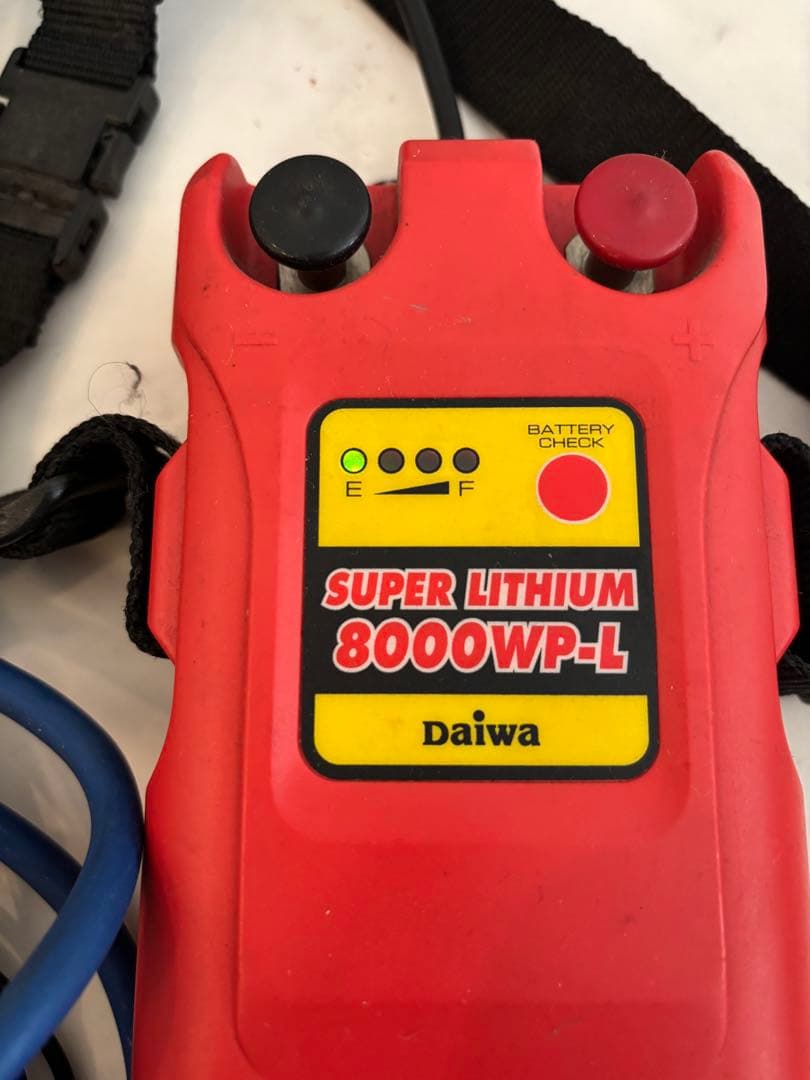 − +
BATTERY
CHECK
E F
SUPER LITHIUM
8000WP-L
Daiwa